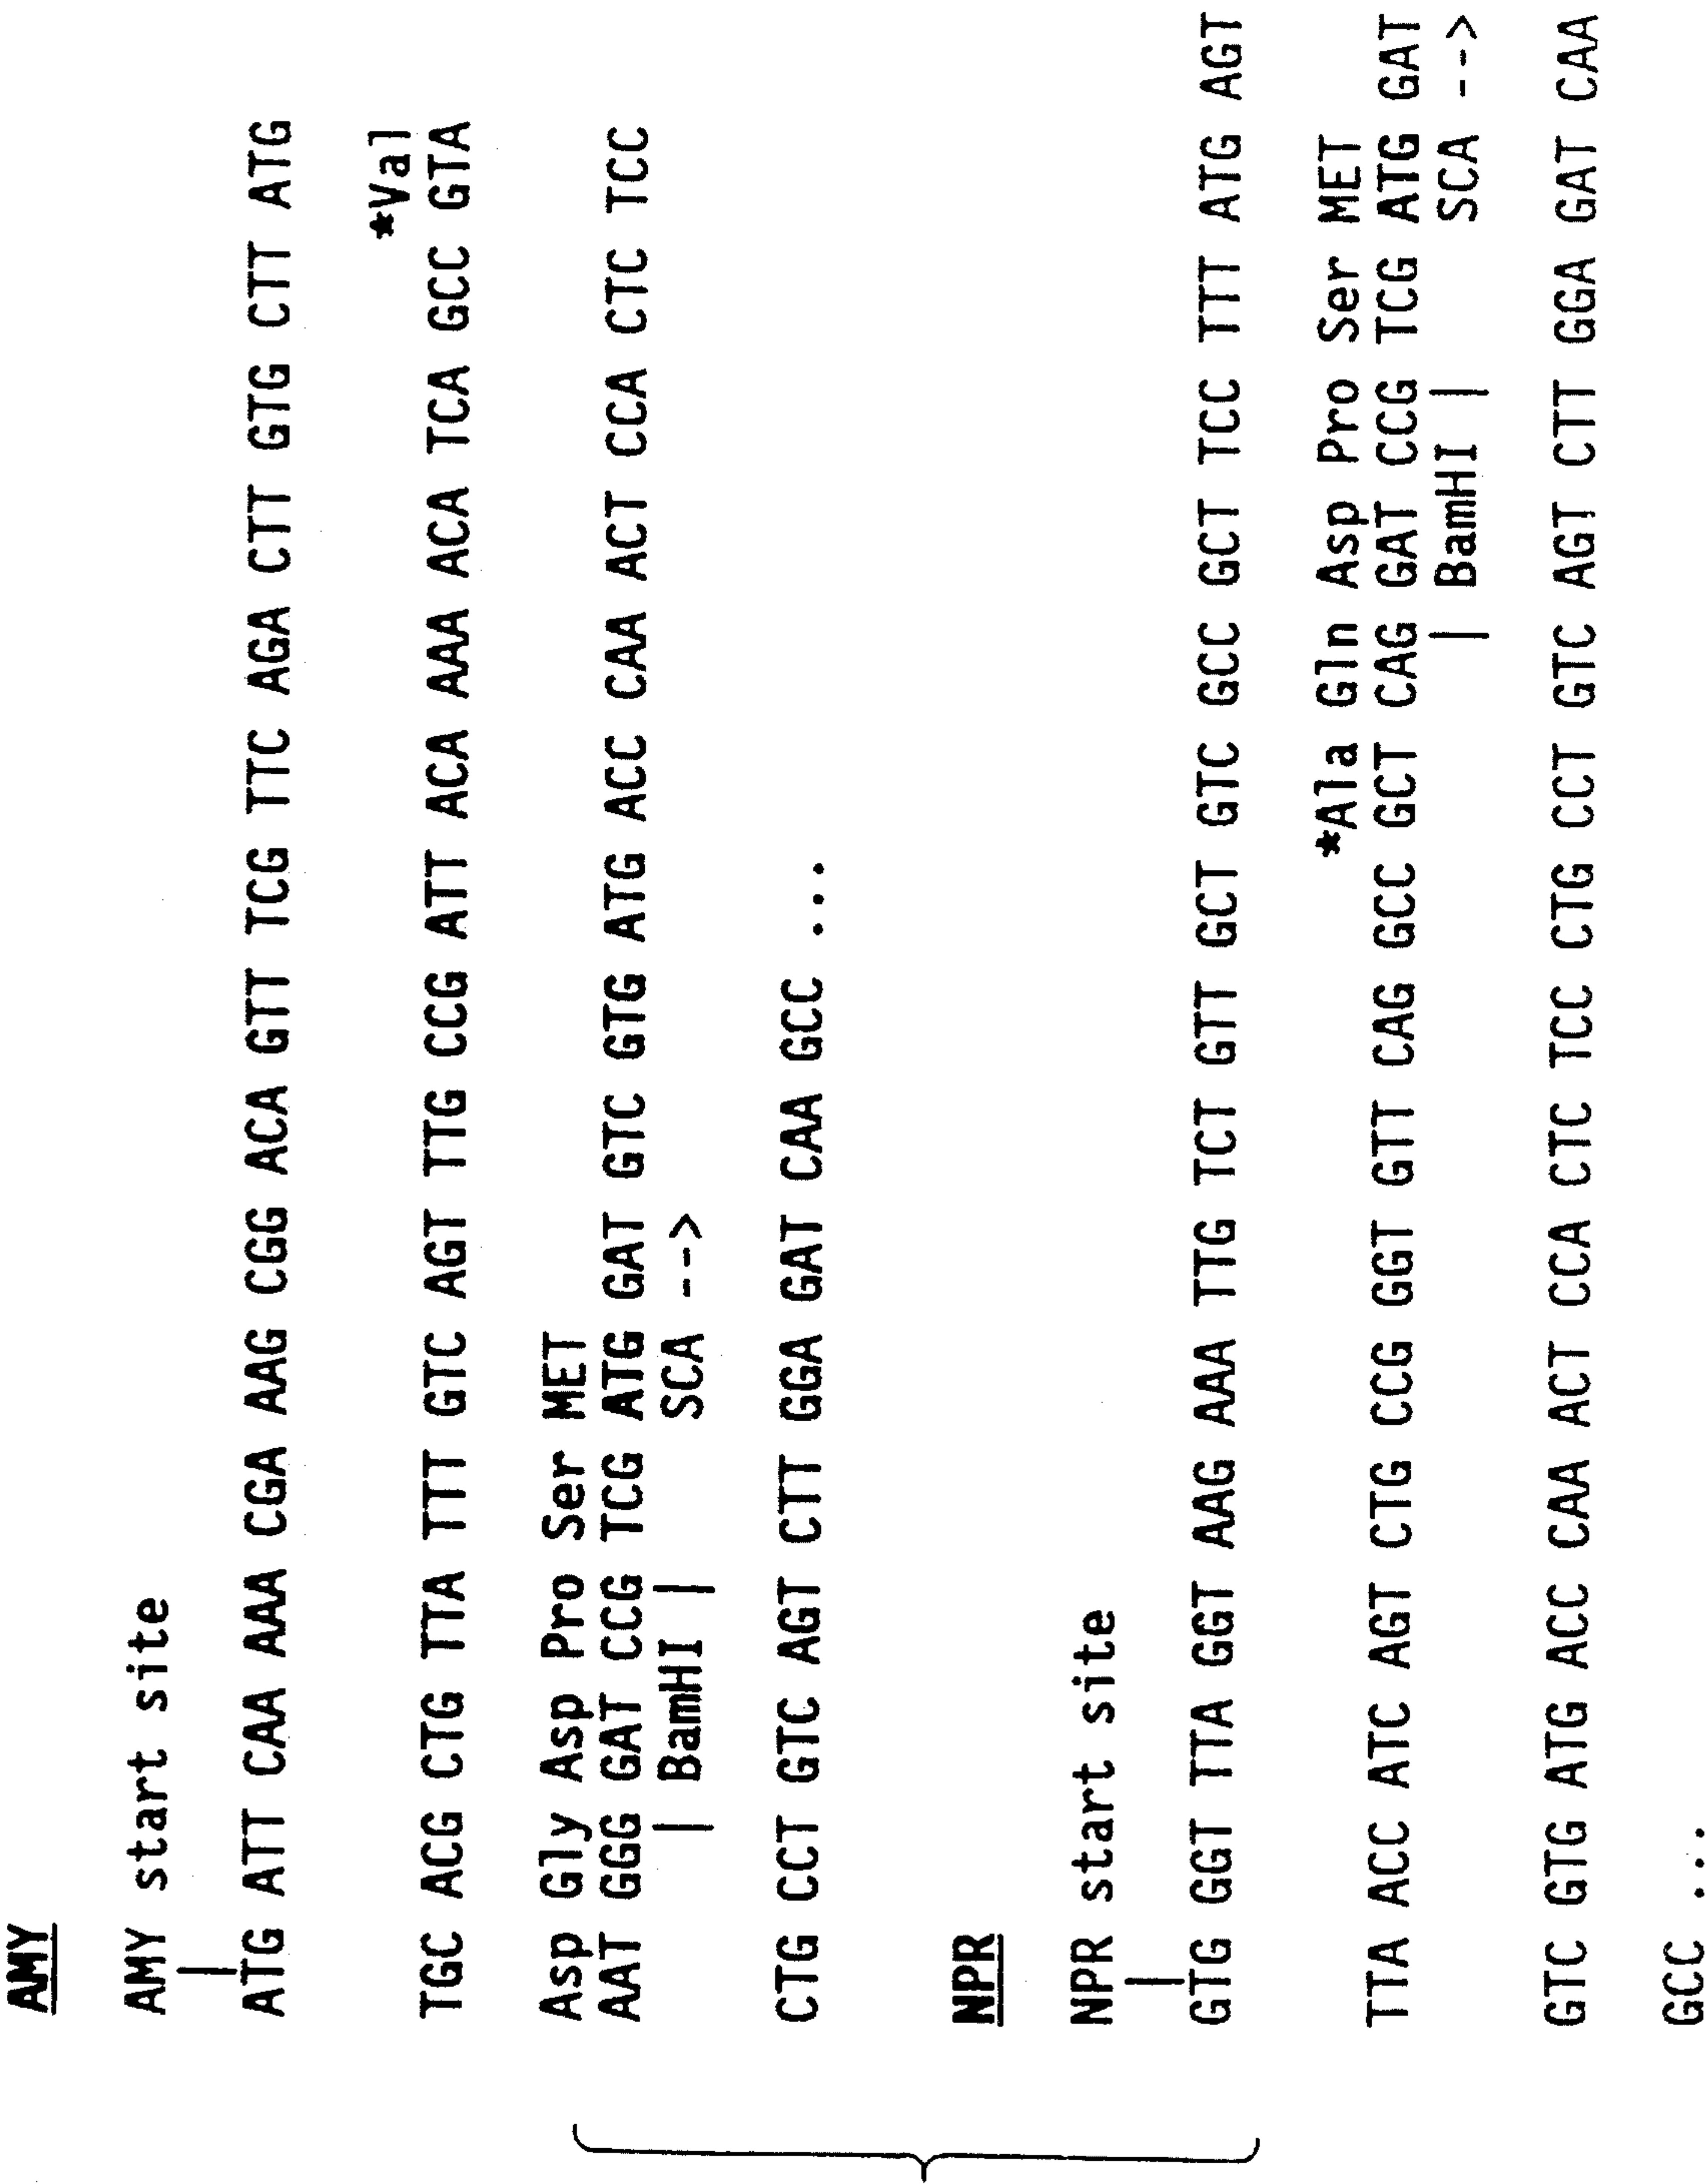 AMY
AMY start site
|
ATG ATT CAA AAA CGA AAG CGG ACA GTT TCG TTC AGA CTT GTG CTT ATG
*Val
TGC ACG CTG TTA TTT GTC AGT TTG CCG ATT ACA AAA ACA TCA GCC GTA
Asp Gly Asp Pro Ser MET
AAT GGG GAT CCG TCG ATG GAT GTC GTG ATG ACC CAA ACT CCA CTC TCC
| BamHI | SCA -->
CTG CCT GTC AGT CTT GGA GAT CAA GCC ...
NPR
NPR start site
|
GTG GGT TTA GGT AAG AAA TTG TCT GTT GCT GTC GCC GCT TCC TTT ATG AGT
*Ala Gln Asp Pro Ser MET
TTA ACC ATC AGT CTG CCG GGT GTT CAG GCC GCT CAG GAT CCG TCG ATG GAT
| BamHI | SCA -->
GTC GTG ATG ACC CAA ACT CCA CTC TCC CTG CCT GTC AGT CTT GGA GAT CAA
GCC ...